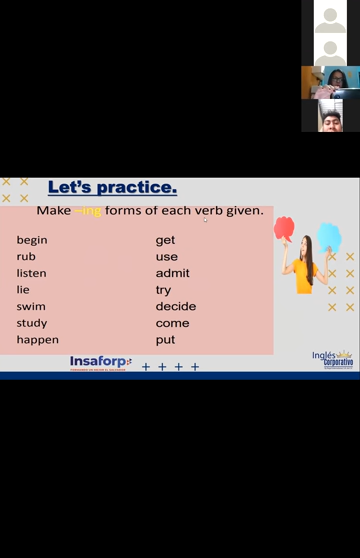 Let's practice.
Make -ing forms of each verb given.
begin
rub
listen
lie
swim
study
happen
get
use
admit
try
decide
come
put
Insaforp
Inglés
Corporativo